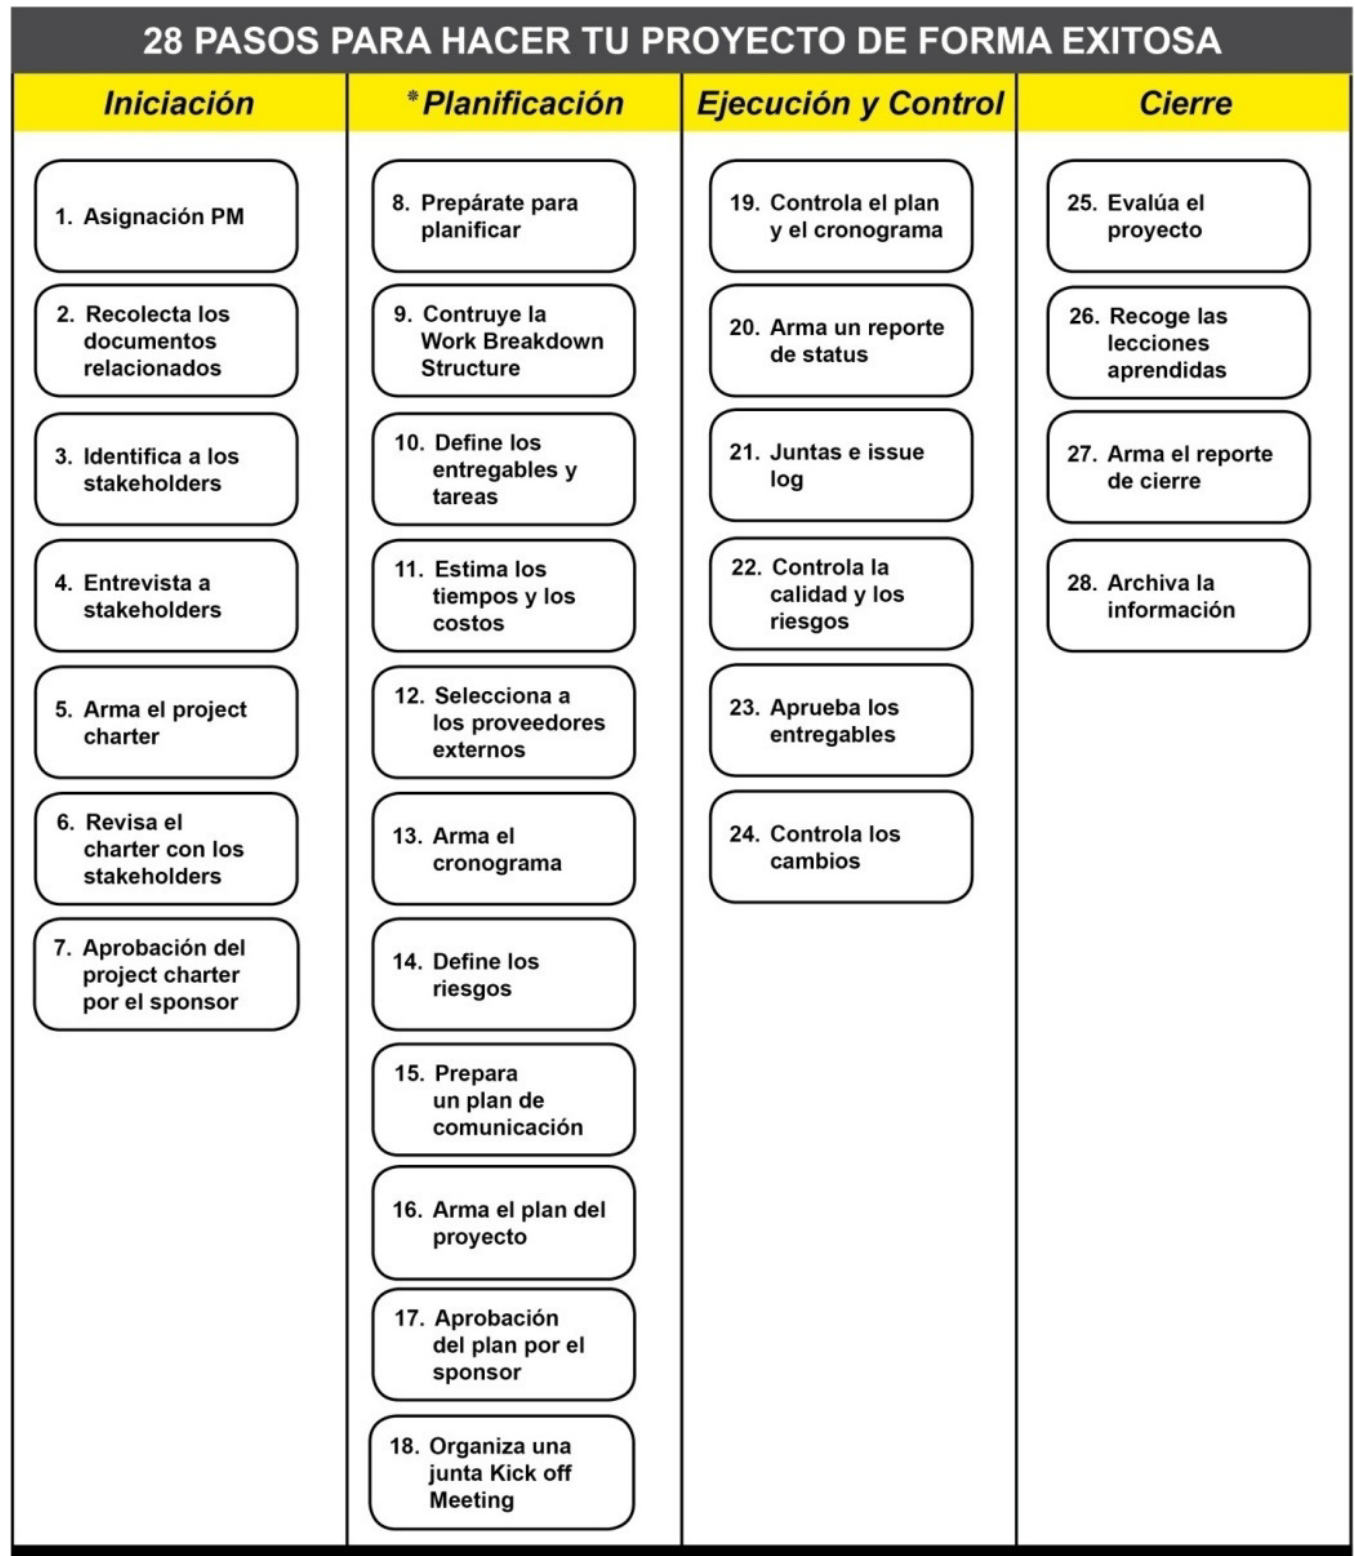 28 PASOS PARA HACER TU PROYECTO DE FORMA EXITOSA
Iniciación
1. Asignación PM
2. Recolecta los
documentos
relacionados
3. Identifica a los
stakeholders
4. Entrevista a
stakeholders
5. Arma el project
charter
6. Revisa el
charter con los
stakeholders
7. Aprobación del
project charter
por el sponsor
*Planificación
8. Prepárate para
planificar
9. Contruye la
Work Breakdown
Structure
10. Define los
entregables y
tareas
11. Estima los
tiempos y los
costos
12. Selecciona a
los proveedores
externos
13. Arma el
cronograma
14. Define los
riesgos
15. Prepara
un plan de
comunicación
16. Arma el plan del
proyecto
17. Aprobación
del plan por el
sponsor
18. Organiza una
junta Kick off
Meeting
Ejecución y Control
19. Controla el plan
y el cronograma
20. Arma un reporte
de status
21. Juntas e issue
log
22. Controla la
calidad y los
riesgos
23. Aprueba los
entregables
24. Controla los
cambios
Cierre
25. Evalúa el
proyecto
26. Recoge las
lecciones
aprendidas
27. Arma el reporte
de cierre
28. Archiva la
información